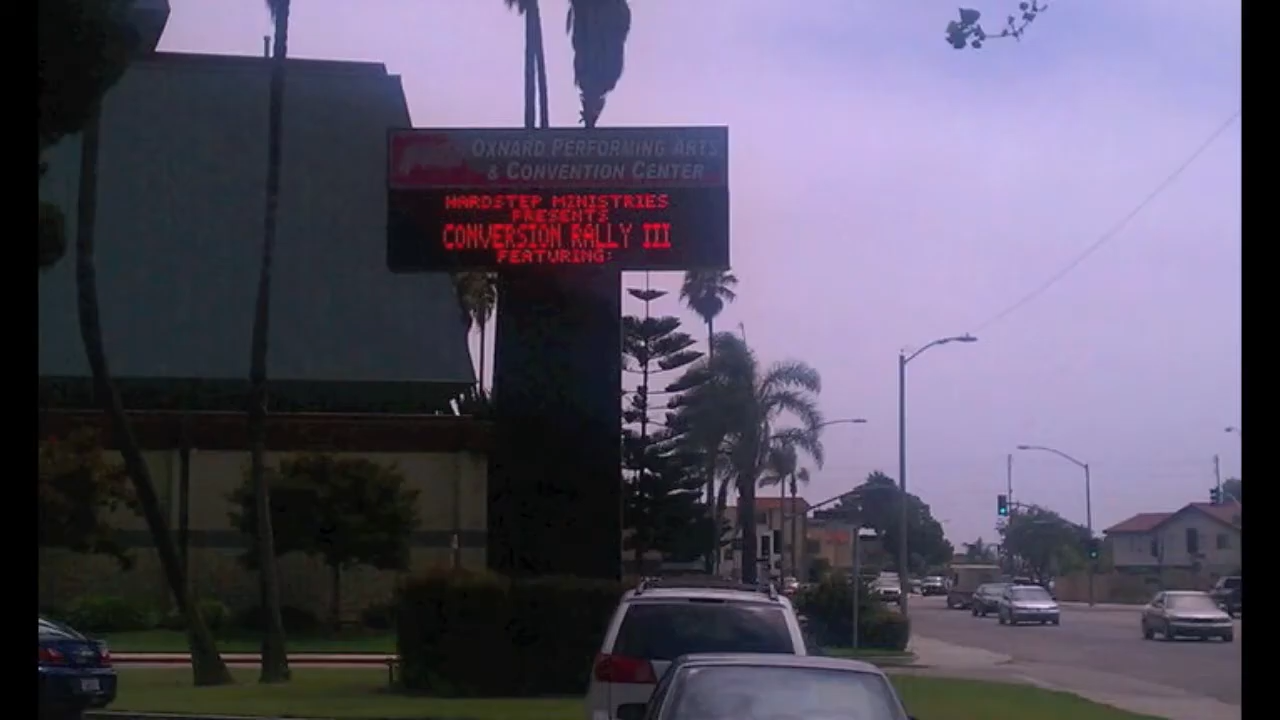 OXNARD PERFORMING ARTS
& CONVENTION CENTER
HARDSTEP MINISTRIES
PRESENTS
CONVERSION RALLY III
FEATURING: